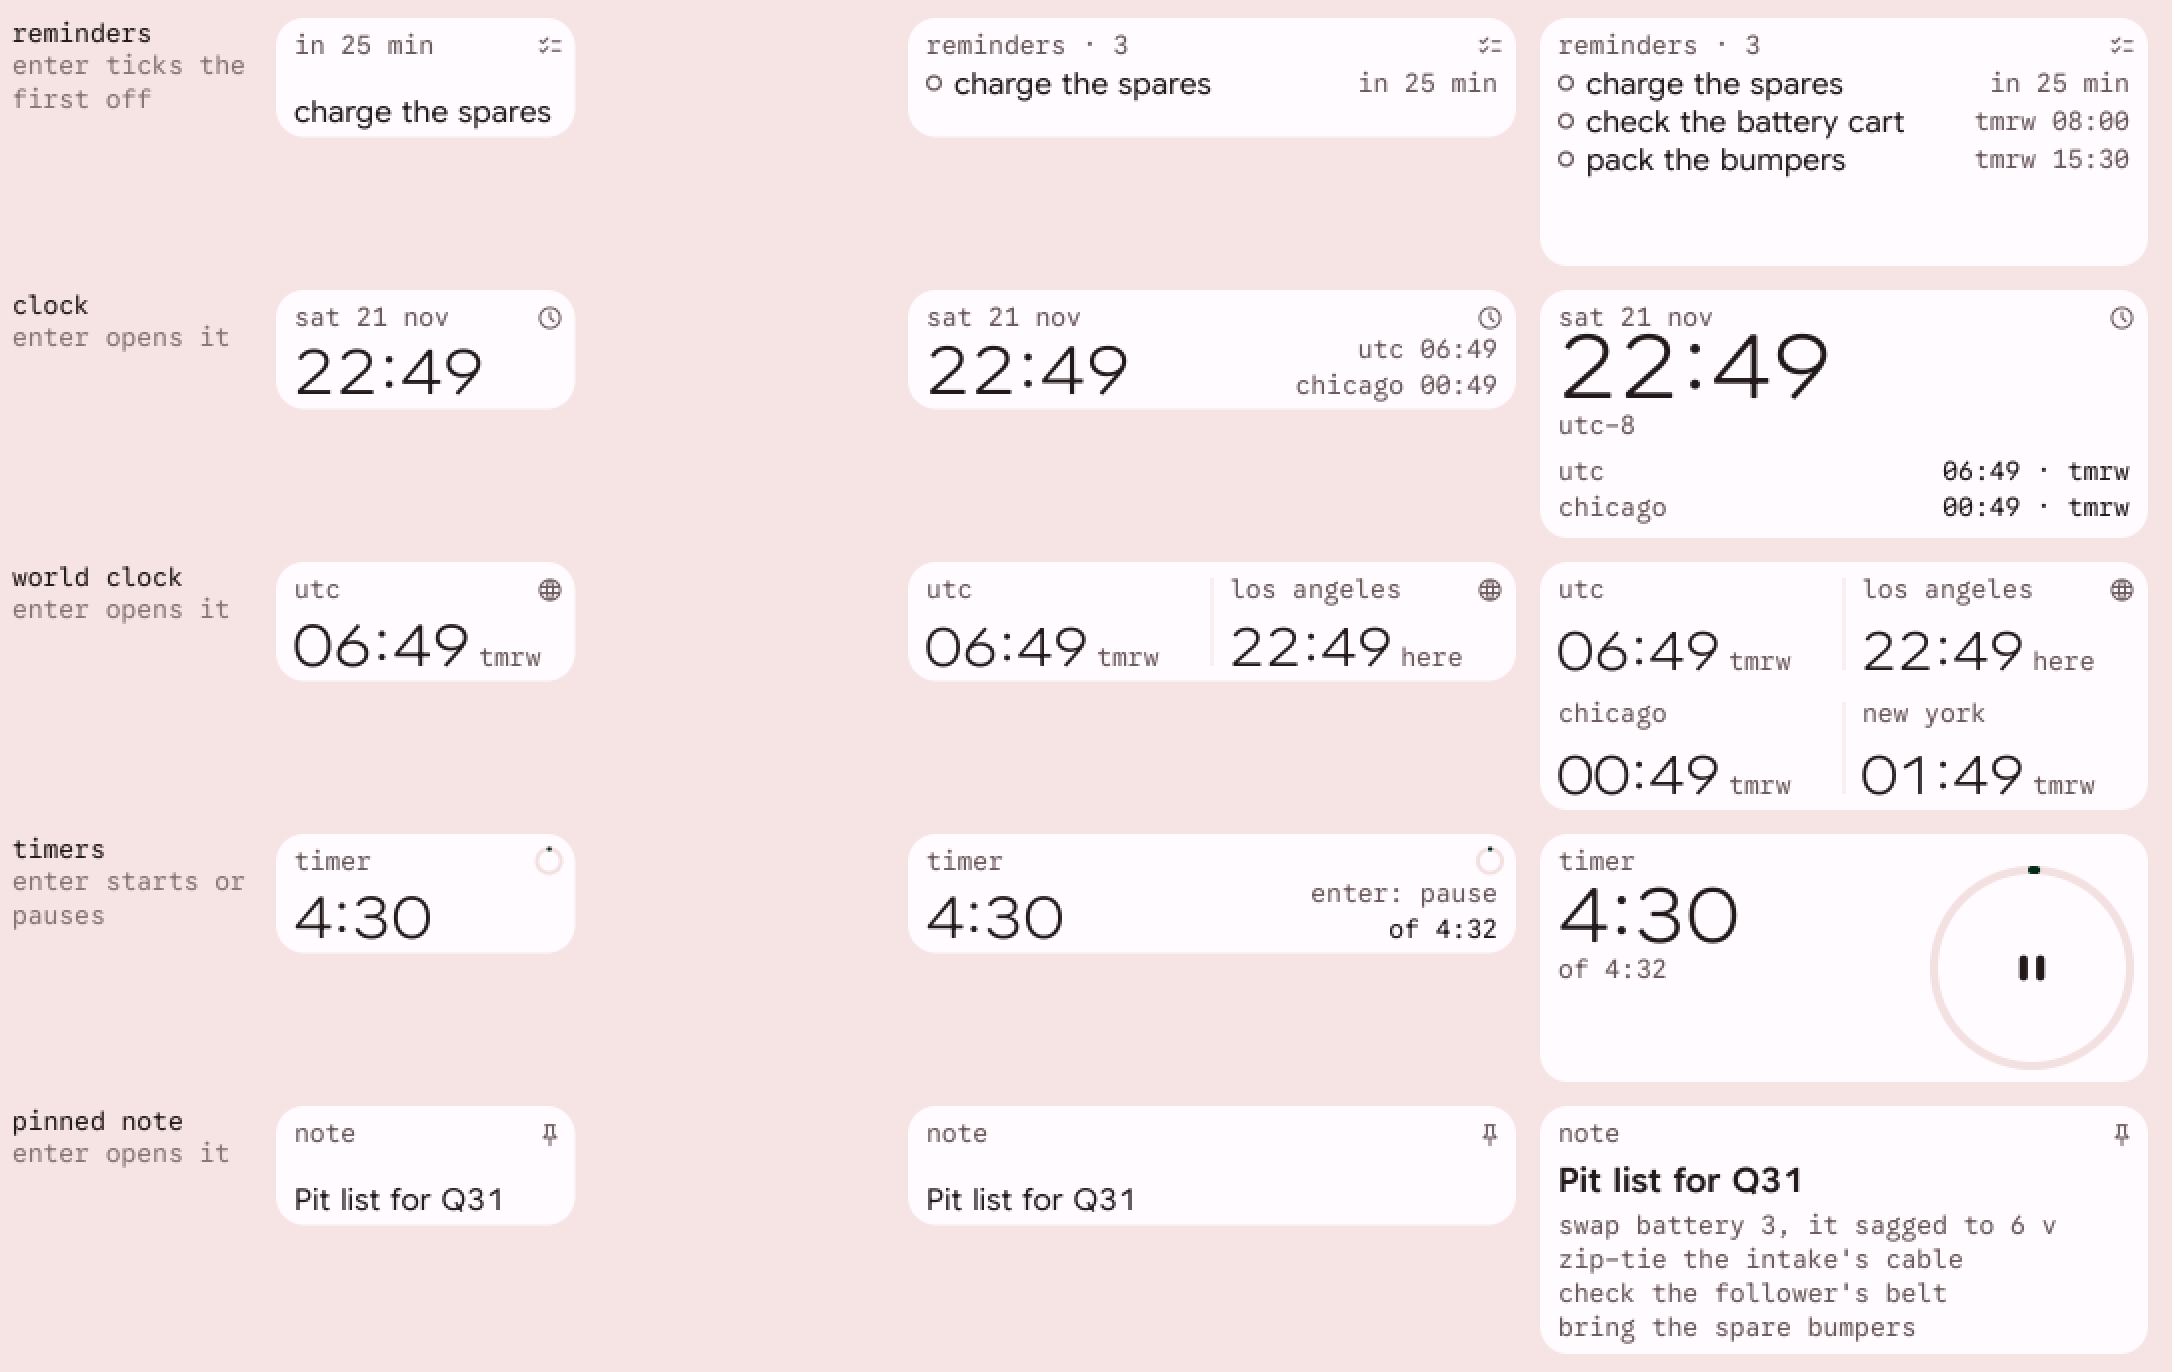 reminders
enter ticks the
first off
in 25 min
charge the spares
reminders · 3
charge the spares in 25 min
reminders · 3
charge the spares in 25 min
check the battery cart tmrw 08:00
pack the bumpers tmrw 15:30
clock
enter opens it
sat 21 nov
22:49
sat 21 nov
22:49
utc 06:49
chicago 00:49
sat 21 nov
22:49
utc-8
utc 06:49 · tmrw
chicago 00:49 · tmrw
world clock
enter opens it
utc
06:49 tmrw
utc
06:49 tmrw
los angeles
22:49 here
utc
06:49 tmrw
los angeles
22:49 here
chicago
00:49 tmrw
new york
01:49 tmrw
timers
enter starts or
pauses
timer
4:30
timer
4:30
enter: pause
of 4:32
timer
4:30
of 4:32
pinned note
enter opens it
note
Pit list for Q31
note
Pit list for Q31
note
Pit list for Q31
swap battery 3, it sagged to 6 v
zip-tie the intake's cable
check the follower's belt
bring the spare bumpers